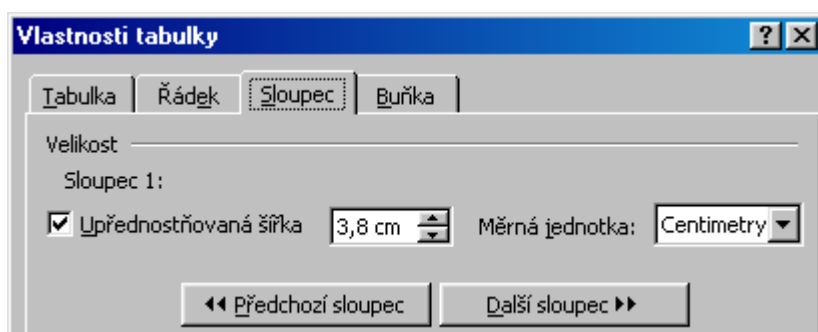 Vlastnosti tabulky
Tabulka Řádek Sloupec Buňka
Velikost
Sloupec 1:
Upřednostňovaná šířka 3,8 cm Měrná jednotka: Centimetry
Předchozí sloupec Další sloupec